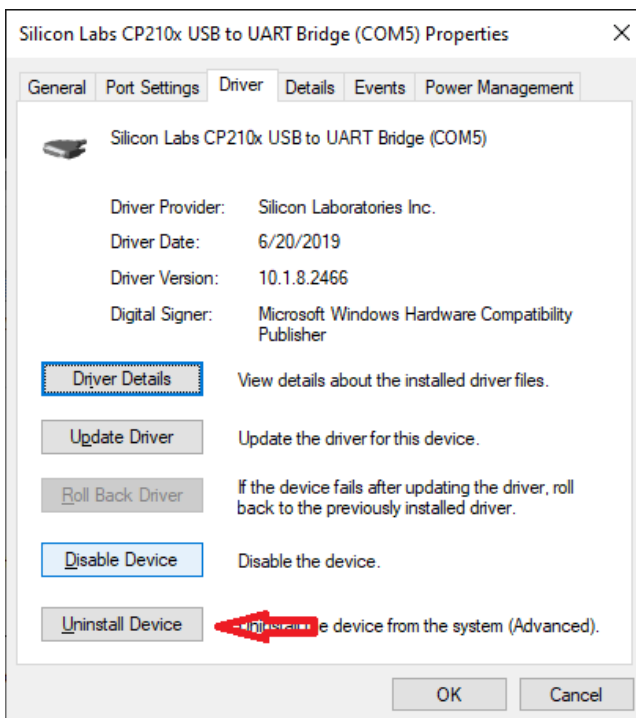 Silicon Labs CP210x USB to UART Bridge (COM5) Properties
General Port Settings Driver Details Events Power Management
Silicon Labs CP210x USB to UART Bridge (COM5)
Driver Provider: Silicon Laboratories Inc.
Driver Date: 6/20/2019
Driver Version: 10.1.8.2466
Digital Signer: Microsoft Windows Hardware Compatibility
Publisher
Driver Details View details about the installed driver files.
Update Driver Update the driver for this device.
Roll Back Driver If the device fails after updating the driver, roll
back to the previously installed driver.
Disable Device Disable the device.
Uninstall Device device from the system (Advanced).
OK Cancel